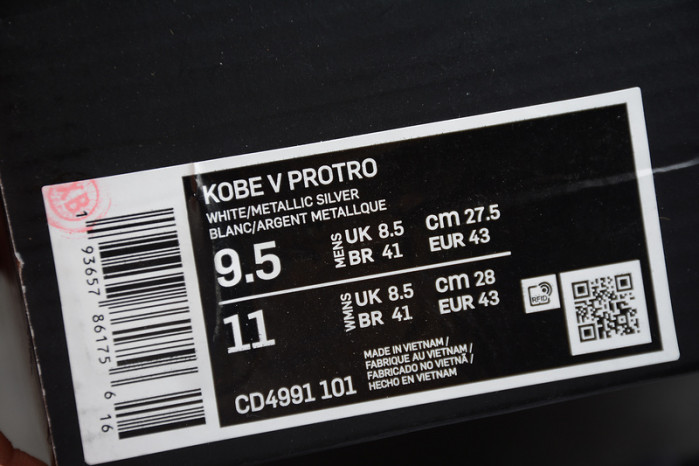 KOBE V PROTRO
WHITE/METALLIC SILVER
BLANC/ARGENT METALLQUE
9.5
MENS
UK 8.5 cm 27.5
BR 41 EUR 43
11
WMNS
UK 8.5 cm 28
BR 41 EUR 43
CD4991 101
MADE IN VIETNAM /
FABRIQUE AU VIETNAM /
FABRICADO NO VIETNÃ /
HECHO EN VIETNAM
RFID
1 93657 86175 6 16
KB